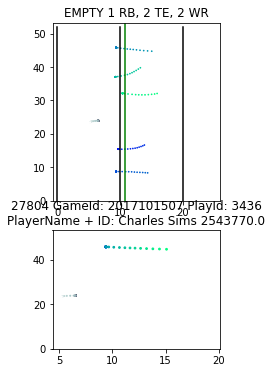 EMPTY 1 RB, 2 TE, 2 WR
50
40
30
20
10
0
0 10 20
27804 GameId: 2017101507 PlayId: 3436
PlayerName + ID: Charles Sims 2543770.0
40
20
0
5 10 15 20